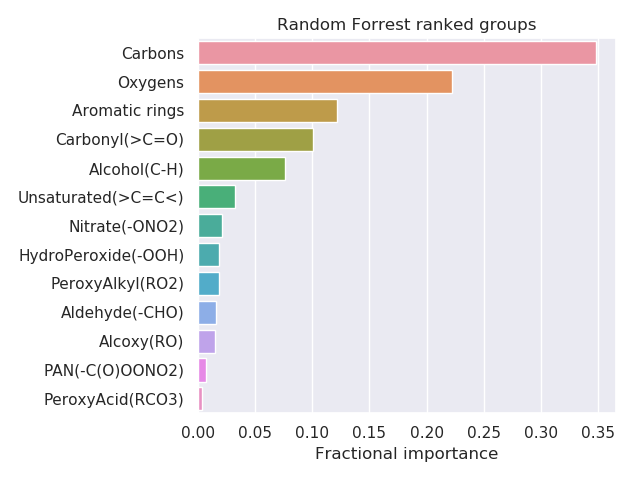 Random Forrest ranked groups
Carbons
Oxygens
Aromatic rings
Carbonyl(>C=O)
Alcohol(C-H)
Unsaturated(>C=C<)
Nitrate(-ONO2)
HydroPeroxide(-OOH)
PeroxyAlkyl(RO2)
Aldehyde(-CHO)
Alcoxy(RO)
PAN(-C(O)OONO2)
PeroxyAcid(RCO3)
0.00 0.05 0.10 0.15 0.20 0.25 0.30 0.35
Fractional importance